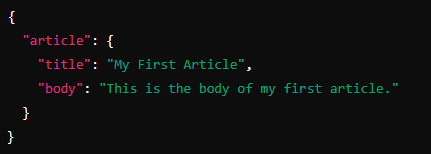 {
  "article": {
    "title": "My First Article",
    "body": "This is the body of my first article."
  }
}